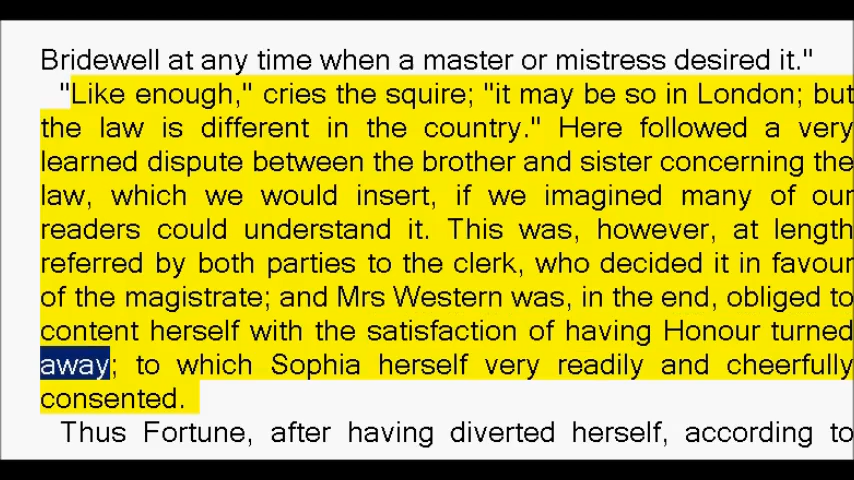 Bridewell at any time when a master or mistress desired it."
"Like enough," cries the squire; "it may be so in London; but
the law is different in the country." Here followed a very
learned dispute between the brother and sister concerning the
law, which we would insert, if we imagined many of our
readers could understand it. This was, however, at length
referred by both parties to the clerk, who decided it in favour
of the magistrate; and Mrs Western was, in the end, obliged to
content herself with the satisfaction of having Honour turned
away; to which Sophia herself very readily and cheerfully
consented.
Thus Fortune, after having diverted herself, according to